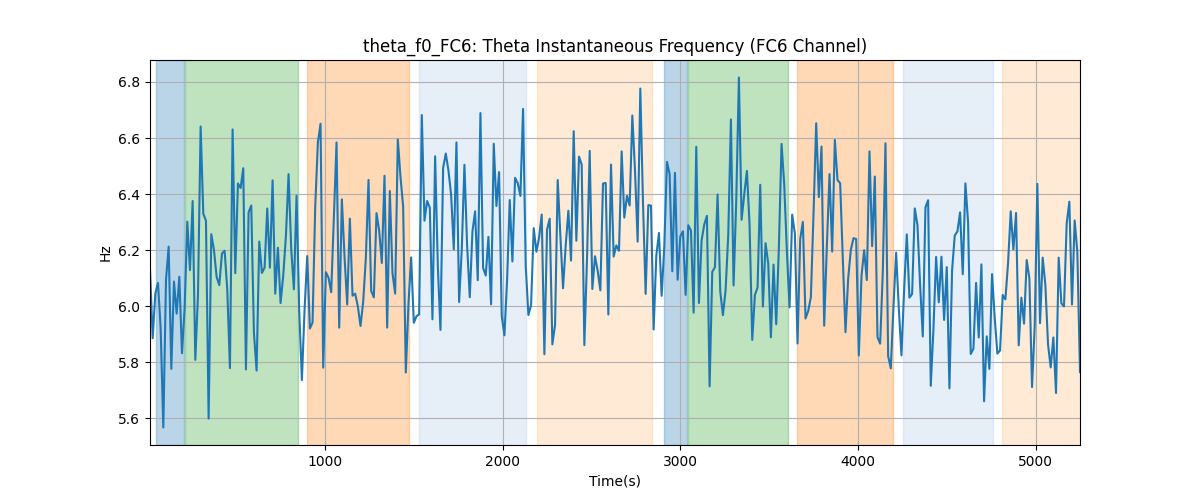 theta_f0_FC6: Theta Instantaneous Frequency (FC6 Channel)
6.8
6.6
6.4
6.2
6.0
5.8
5.6
Hz
1000 2000 3000 4000 5000
Time(s)